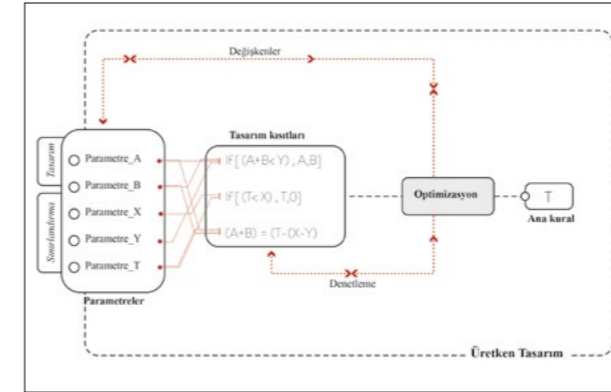 Değişkenler
Tasarım
Sınırlandırma
Parametre_A
Parametre_B
Parametre_X
Parametre_Y
Parametre_T
Parametreler
Tasarım kısıtları
If[(A+B<Y),A,B]
If[(T<X),T,0]
(A+B)=(T-(X-Y)
Denetleme
Optimizasyon
T
Ana kural
Üretken Tasarım